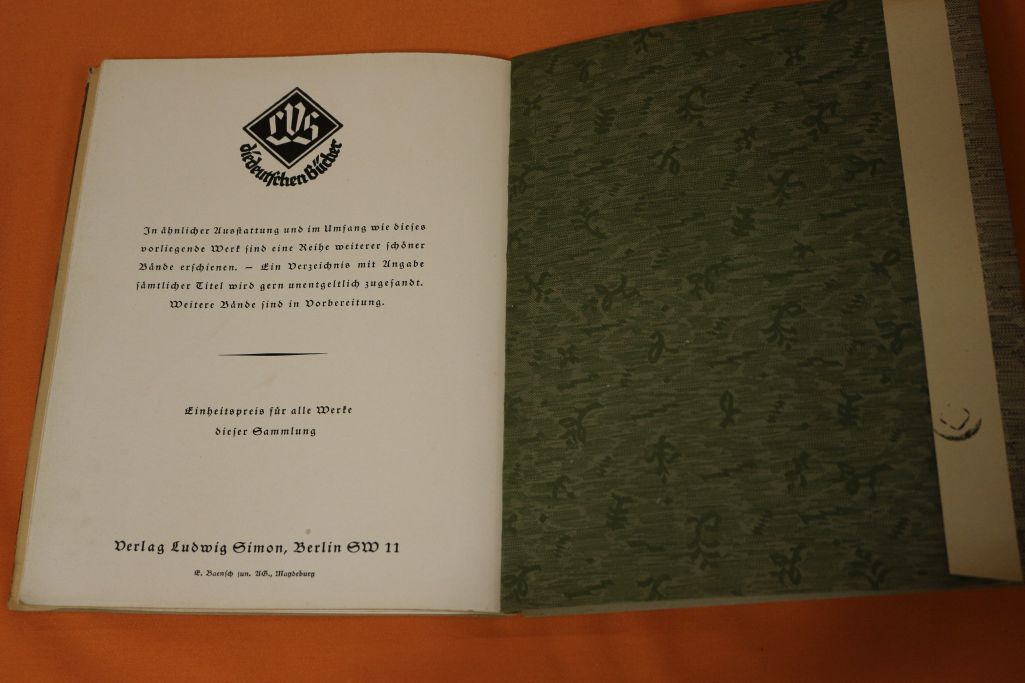 LVS
die deutschen Bücher
In ähnlicher Ausstattung und im Umfang wie dieses
vorliegende Werk sind eine Reihe weiterer schöner
Bände erschienen. – Ein Verzeichnis mit Angabe
sämtlicher Titel wird gern unentgeltlich zugesandt.
Weitere Bände sind in Vorbereitung.
Einheitspreis für alle Werke
dieser Sammlung
Verlag Ludwig Simon, Berlin SW 11
E. Baensch jun. AG., Magdeburg